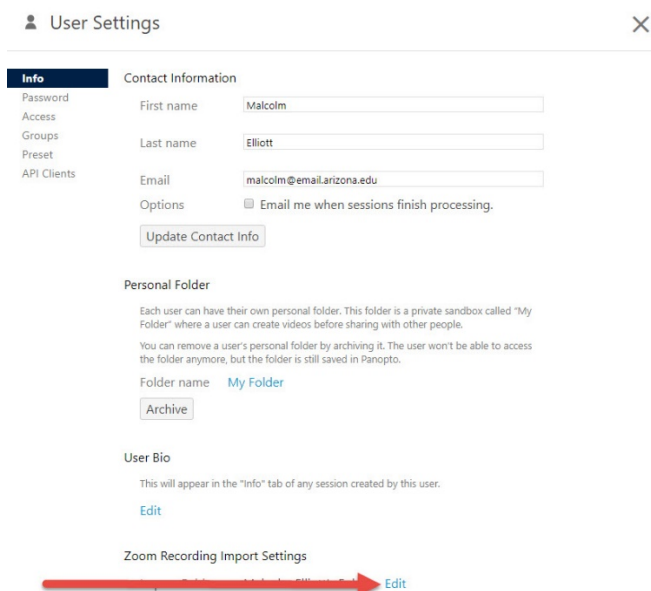 User Settings
Info
Password
Access
Groups
Preset
API Clients
Contact Information
First name Malcolm
Last name Elliott
Email malcolm@email.arizona.edu
Options Email me when sessions finish processing.
Update Contact Info
Personal Folder
Each user can have their own personal folder. This folder is a private sandbox called "My
Folder" where a user can create videos before sharing with other people.
You can remove a user's personal folder by archiving it. The user won't be able to access
the folder anymore, but the folder is still saved in Panopto.
Folder name My Folder
Archive
User Bio
This will appear in the "Info" tab of any session created by this user.
Edit
Zoom Recording Import Settings
Edit